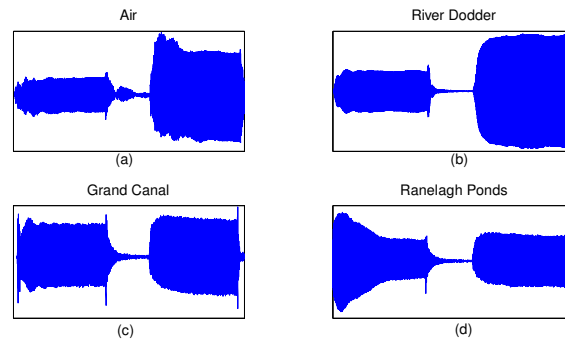 Air
River Dodder
(a)
(b)
Grand Canal
Ranelagh Ponds
(c)
(d)